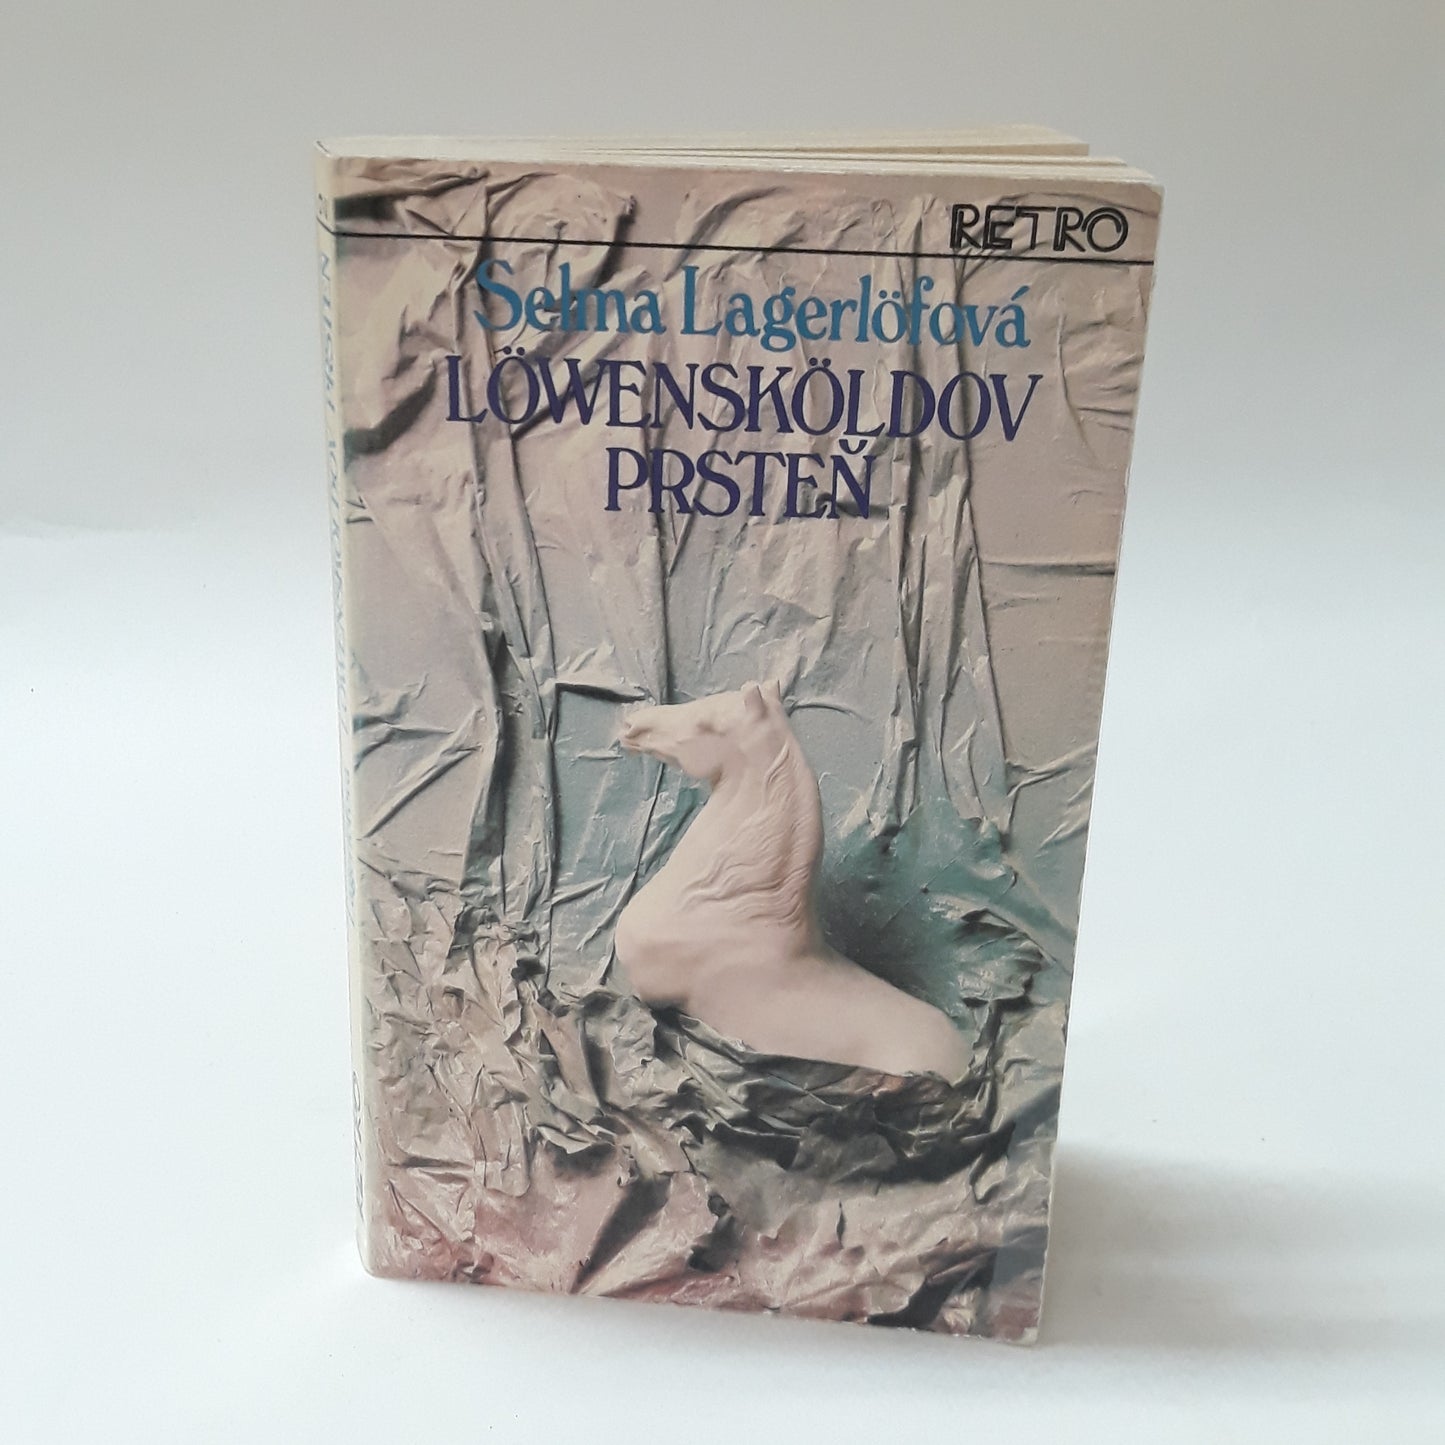 RETRO
Selma Lagerlöfová
LÖWENSKÖLDOV
PRSTEŇ